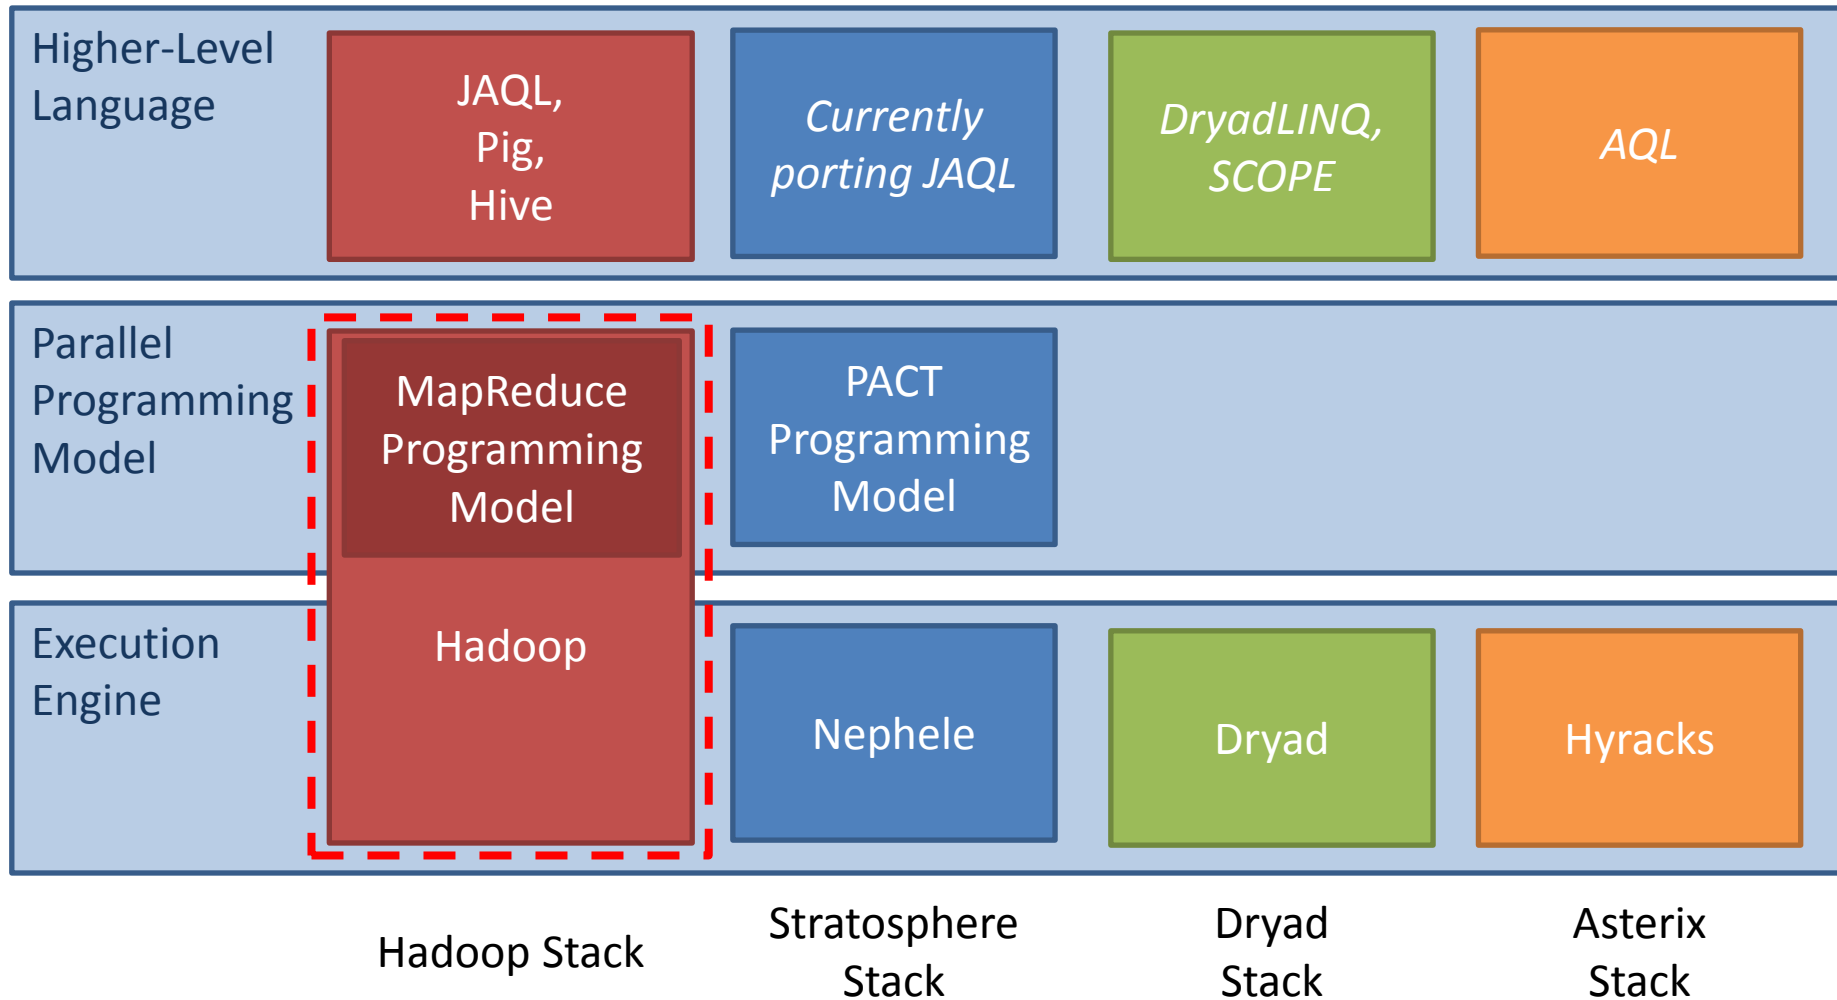 Higher-Level
Language
JAQL,
Pig,
Hive
Currently
porting JAQL
DryadLINQ,
SCOPE
AQL
Parallel
Programming
Model
MapReduce
Programming
Model
PACT
Programming
Model
Execution
Engine
Hadoop
Nephele
Dryad
Hyracks
Hadoop Stack
Stratosphere
Stack
Dryad
Stack
Asterix
Stack